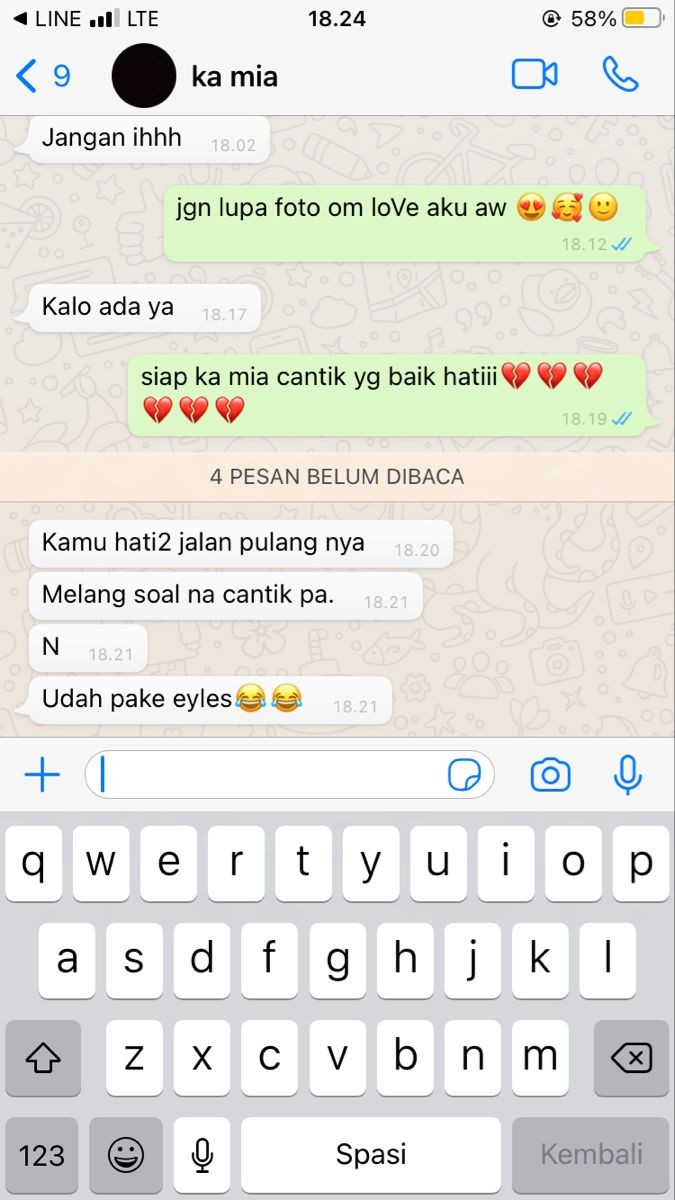 LINE LTE 18.24 58%
9 ka mia
Jangan ihhh 18.02
jgn lupa foto om loVe aku aw 😍🥰🙂
18.12
Kalo ada ya 18.17
siap ka mia cantik yg baik hatiii💔💔💔
💔💔💔
18.19
4 PESAN BELUM DIBACA
Kamu hati2 jalan pulang nya 18.20
Melang soal na cantik pa. 18.21
N 18.21
Udah pake eyles😂😂 18.21
q w e r t y u i o p
a s d f g h j k l
z x c v b n m
123 Spasi Kembali